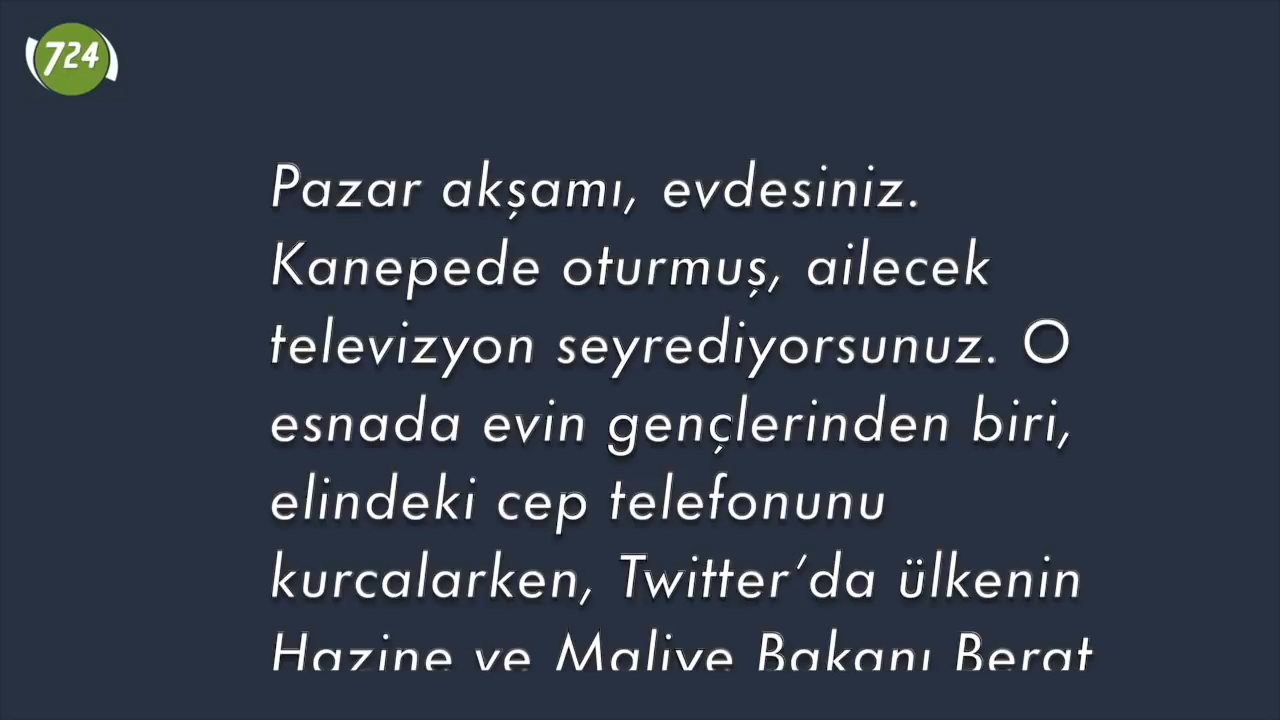 724
Pazar akşamı, evdesiniz.
Kanepede oturmuş, ailecek
televizyon seyrediyorsunuz. O
esnada evin gençlerinden biri,
elindeki cep telefonunu
kurcalarken, Twitter’da ülkenin
Hazine ve Maliye Bakanı Berat